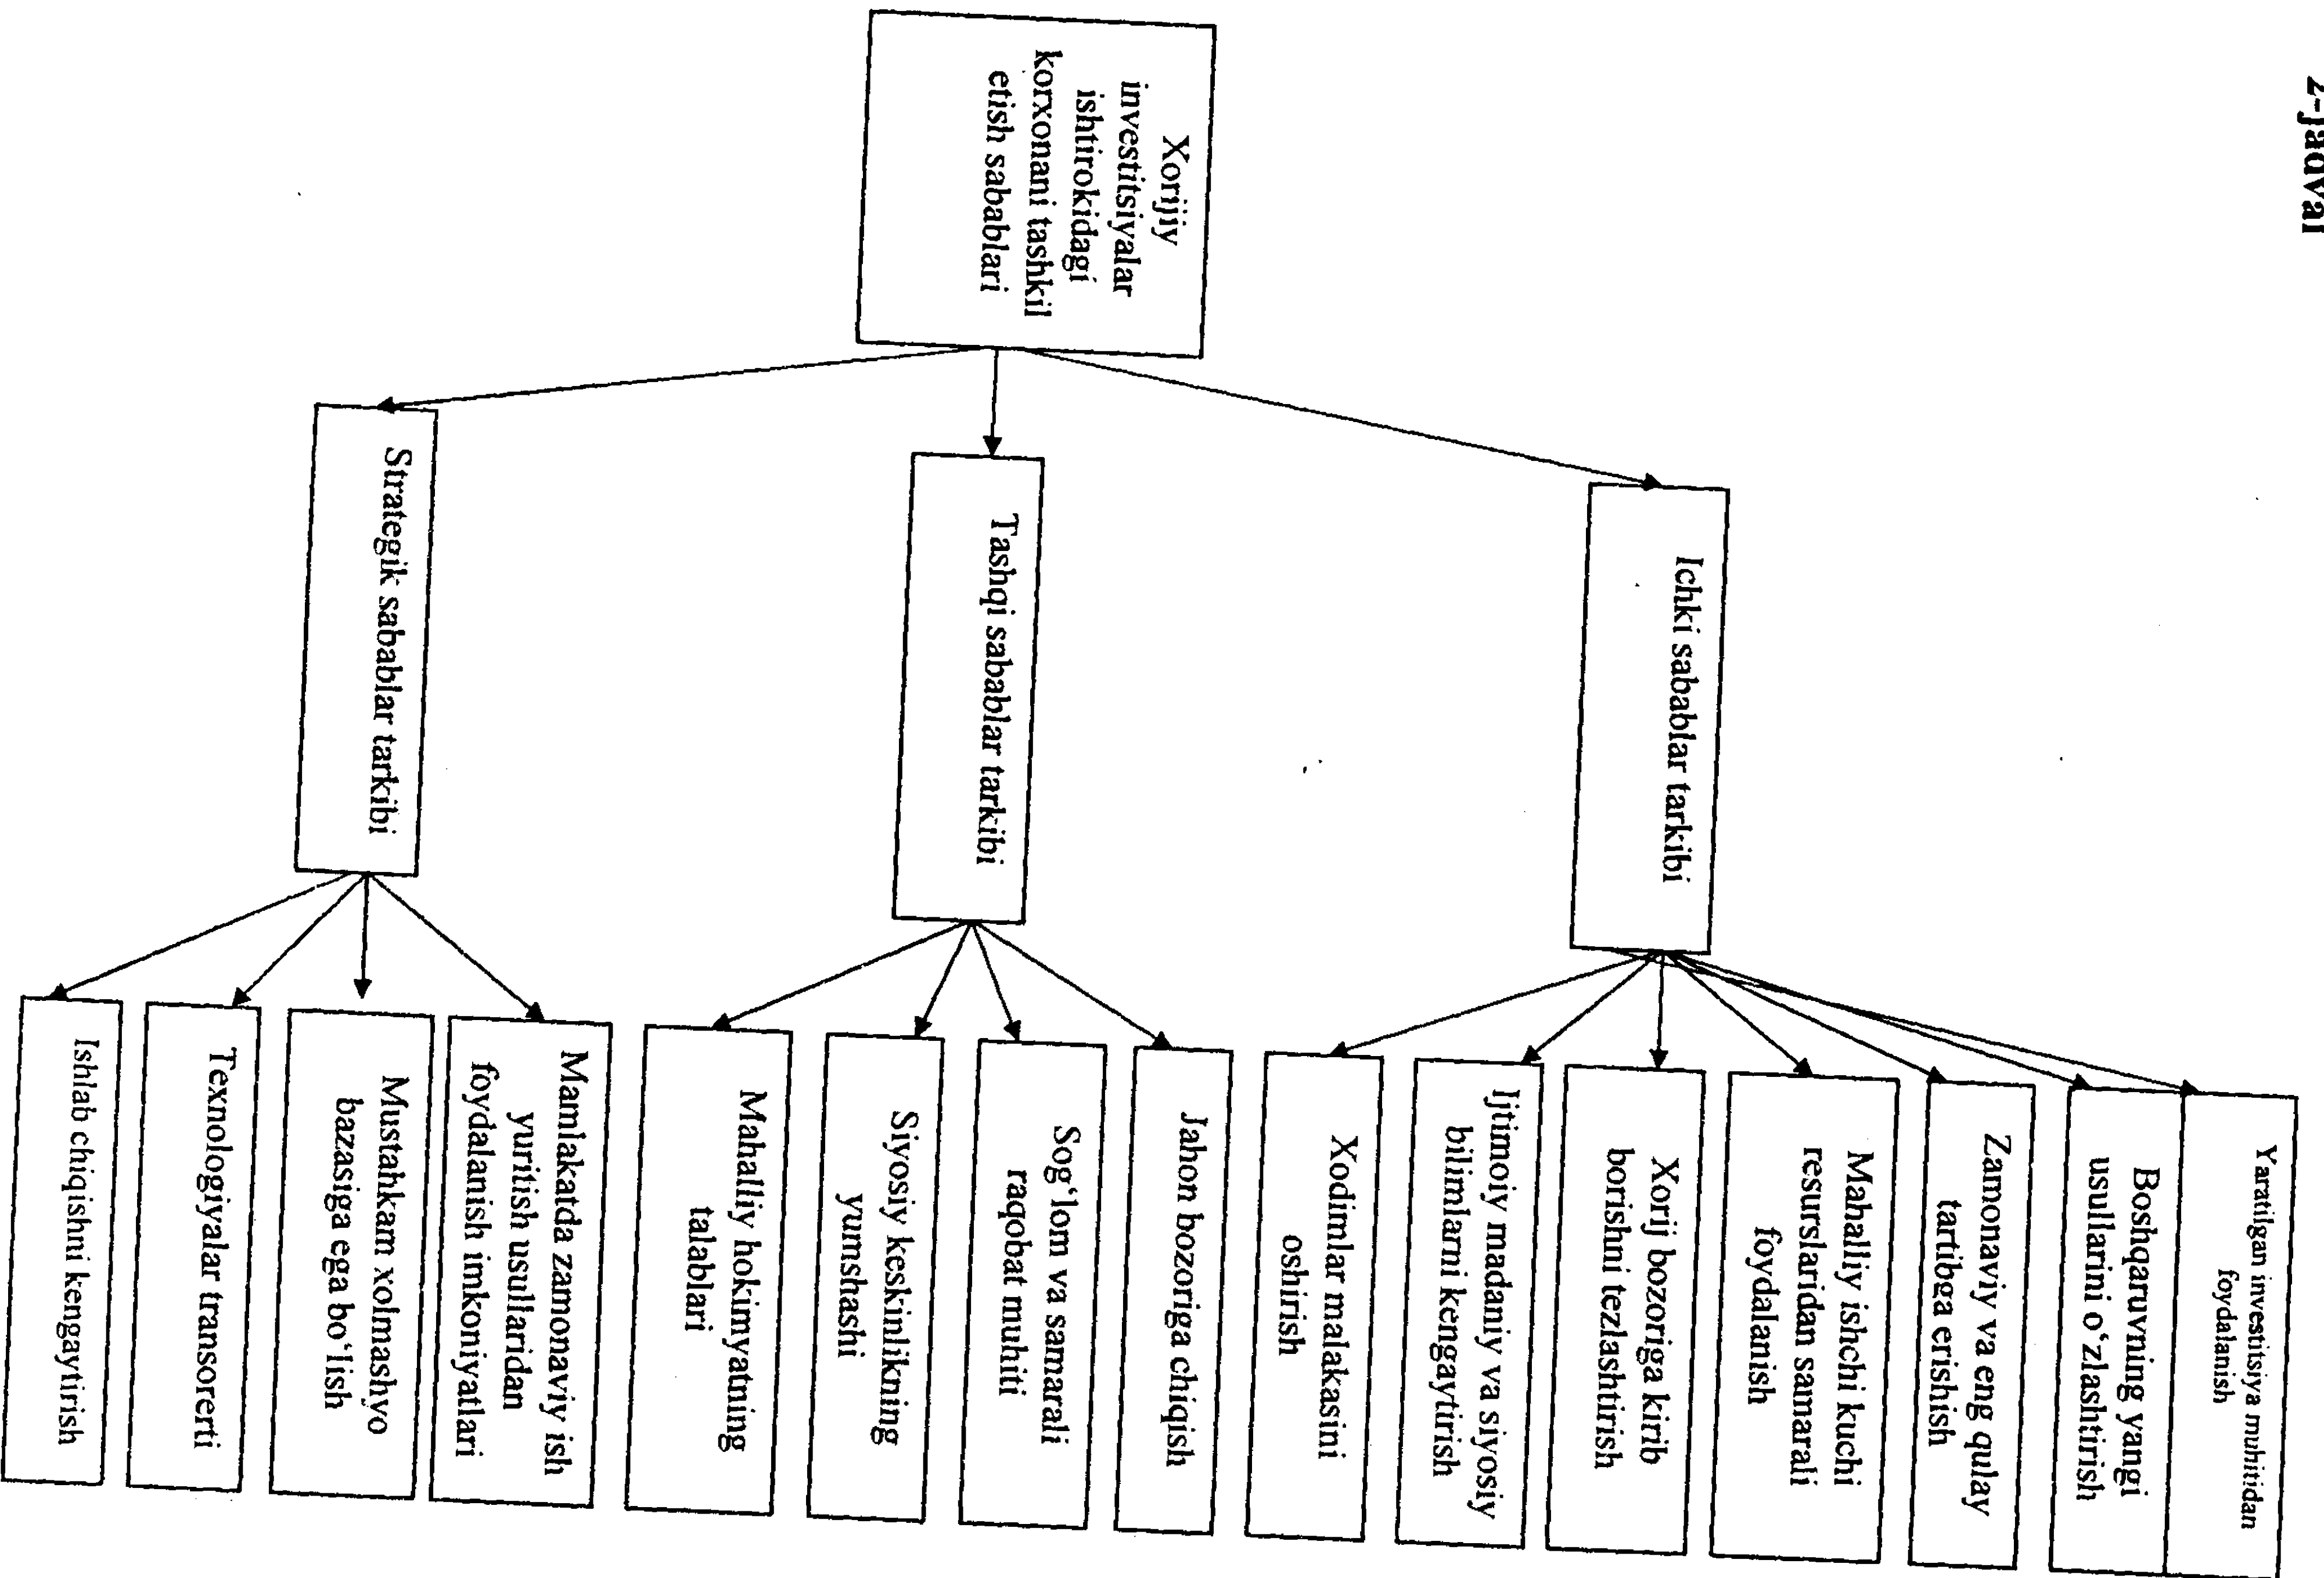 2-jadval
Xorijiy
investitsiyalar
ishtirokidagi
korxonani tashkil
etish sabablari
Ichki sabablar tarkibi
Yaratilgan investitsiya muhitidan
foydalanish
Boshqaruvning yangi
usullarini o‘zlashtirish
Zamonaviy va eng qulay
tartibga erishish
Mahalliy ishchi kuchi
resurslaridan samarali
foydalanish
Xorij bozoriga kirib
borishni tezlashtirish
Ijtimoiy madaniy va siyosiy
bilimlarni kengaytirish
Xodimlar malakasini
oshirish
Tashqi sabablar tarkibi
Jahon bozoriga chiqish
Sog‘lom va samarali
raqobat muhiti
Siyosiy keskinlikning
yumshashi
Mahalliy hokimyatning
talablari
Strategik sabablar tarkibi
Mamlakatda zamonaviy ish
yuritish usullaridan
foydalanish imkoniyatlari
Mustahkam xolmashyo
bazasiga ega bo‘lish
Texnologiyalar transorerti
Ishlab chiqishni kengaytirish